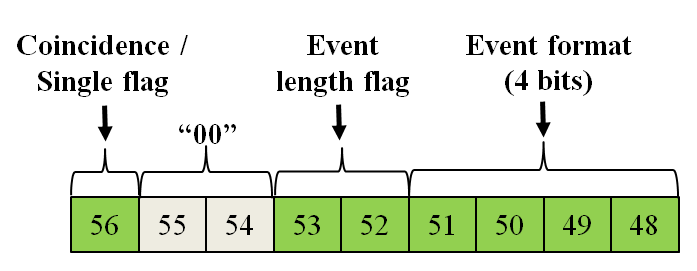 Coincidence /
Single flag
“00”
Event
length flag
Event format
(4 bits)
56 55 54 53 52 51 50 49 48